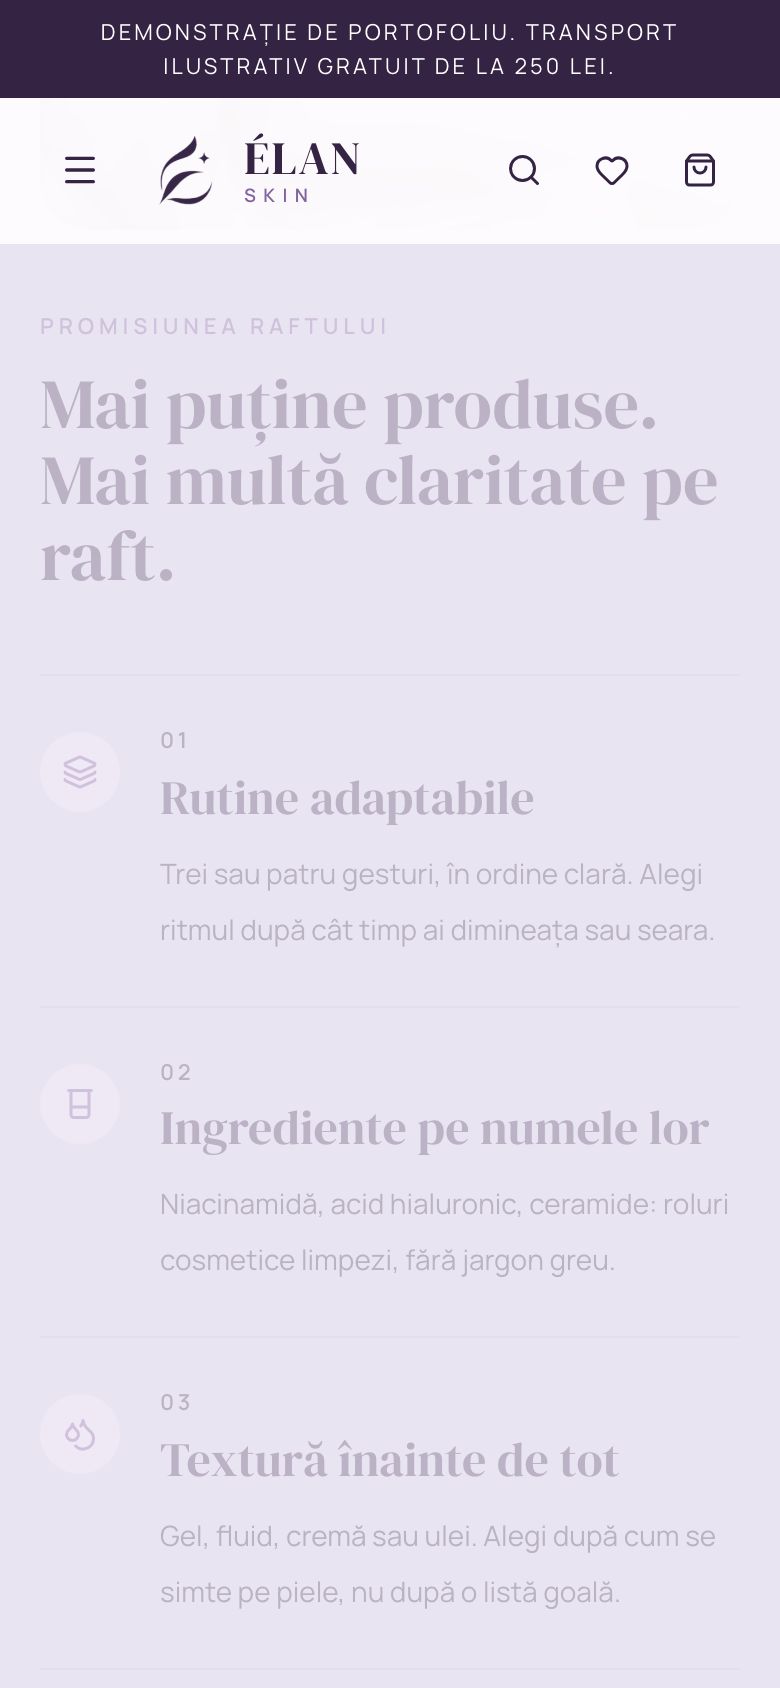 DEMONSTRAȚIE DE PORTOFOLIU. TRANSPORT
ILUSTRATIV GRATUIT DE LA 250 LEI.
ÉLAN
SKIN
PROMISIUNEA RAFTULUI
Mai puține produse.
Mai multă claritate pe
raft.
01
Rutine adaptabile
Trei sau patru gesturi, în ordine clară. Alegi
ritmul după cât timp ai dimineața sau seara.
02
Ingrediente pe numele lor
Niacinamidă, acid hialuronic, ceramide: roluri
cosmetice limpezi, fără jargon greu.
03
Textură înainte de tot
Gel, fluid, cremă sau ulei. Alegi după cum se
simte pe piele, nu după o listă goală.